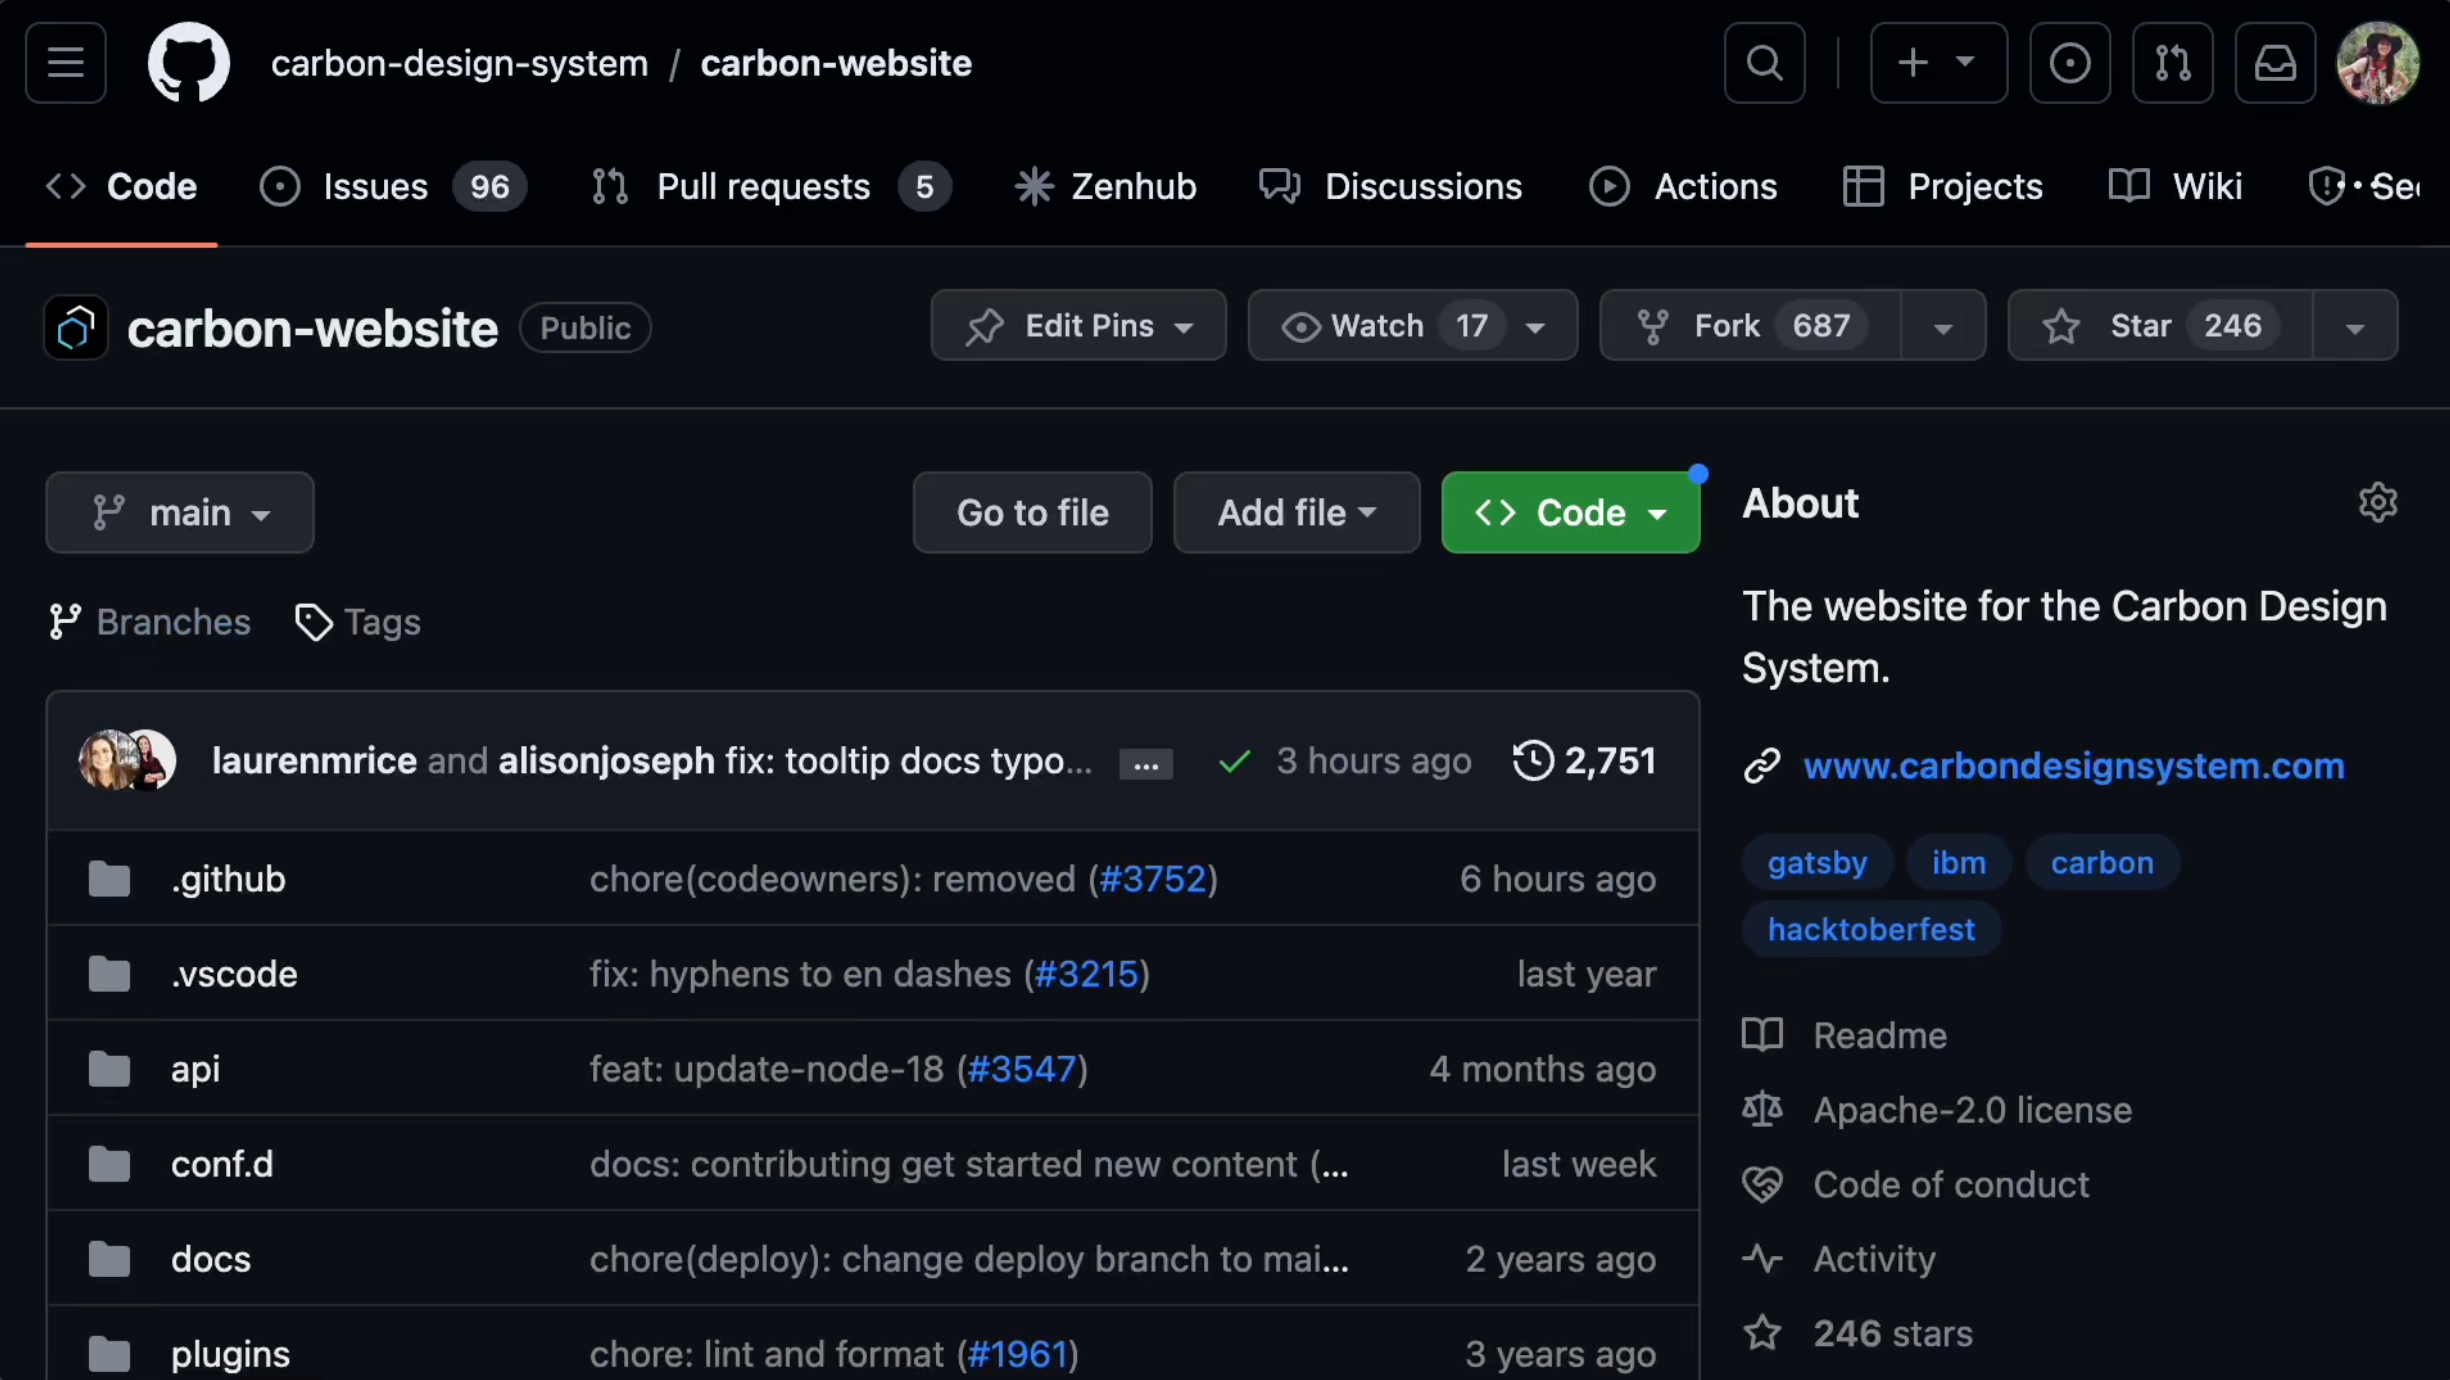 carbon-design-system / carbon-website
Code Issues 96 Pull requests 5 Zenhub Discussions Actions Projects Wiki Sec
carbon-website Public Edit Pins Watch 17 Fork 687 Star 246
main Go to file Add file Code
Branches Tags
laurenmrice and alisonjoseph fix: tooltip docs typo... ... 3 hours ago 2,751
.github chore(codeowners): removed (#3752) 6 hours ago
.vscode fix: hyphens to en dashes (#3215) last year
api feat: update-node-18 (#3547) 4 months ago
conf.d docs: contributing get started new content (... last week
docs chore(deploy): change deploy branch to mai... 2 years ago
plugins chore: lint and format (#1961) 3 years ago
About
The website for the Carbon Design
System.
www.carbondesignsystem.com
gatsby ibm carbon
hacktoberfest
Readme
Apache-2.0 license
Code of conduct
Activity
246 stars